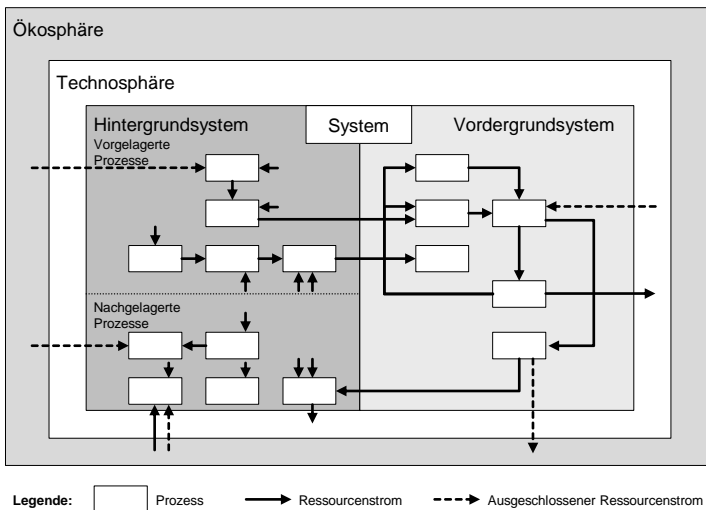 Ökosphäre
Technosphäre
Hintergrundsystem
System
Vordergrundsystem
Vorgelagerte
Prozesse
Nachgelagerte
Prozesse
Legende: Prozess Ressourcenstrom Ausgeschlossener Ressourcenstrom